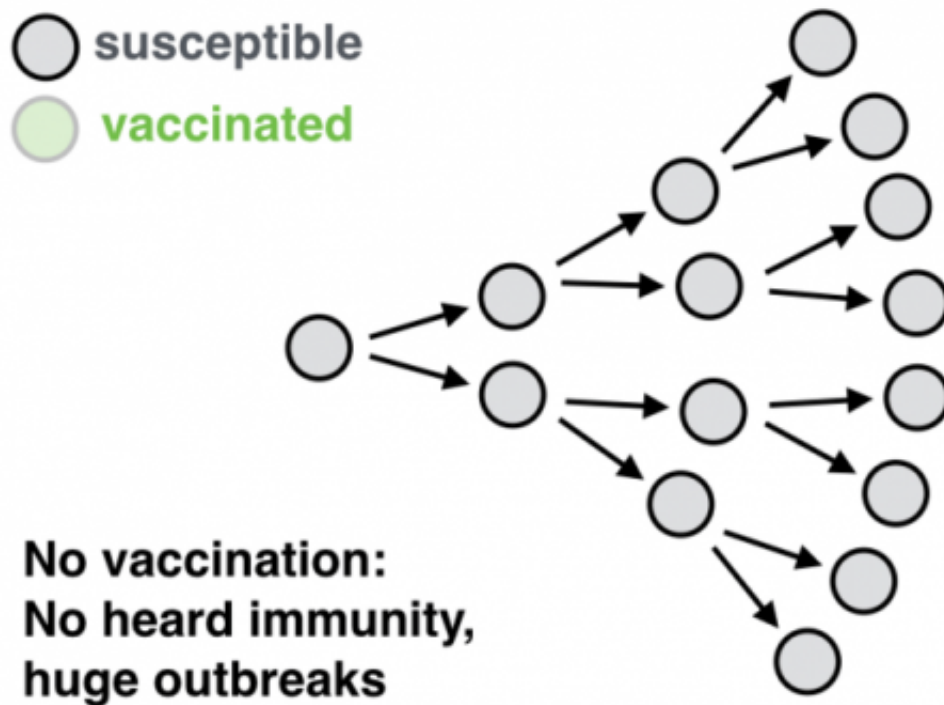 susceptible
vaccinated
No vaccination:
No heard immunity,
huge outbreaks